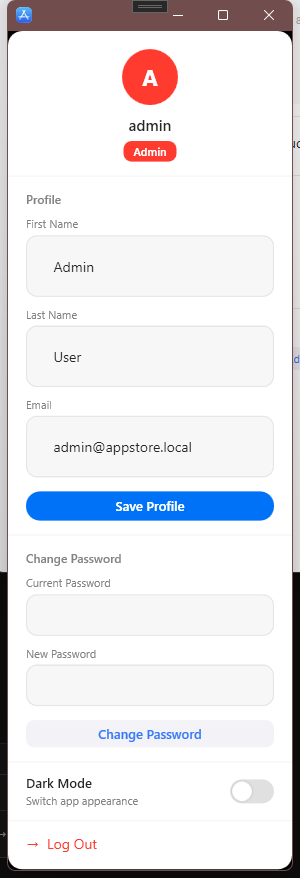 A
admin
Admin
Profile
First Name
Admin
Last Name
User
Email
admin@appstore.local
Save Profile
Change Password
Current Password
New Password
Change Password
Dark Mode
Switch app appearance
→ Log Out